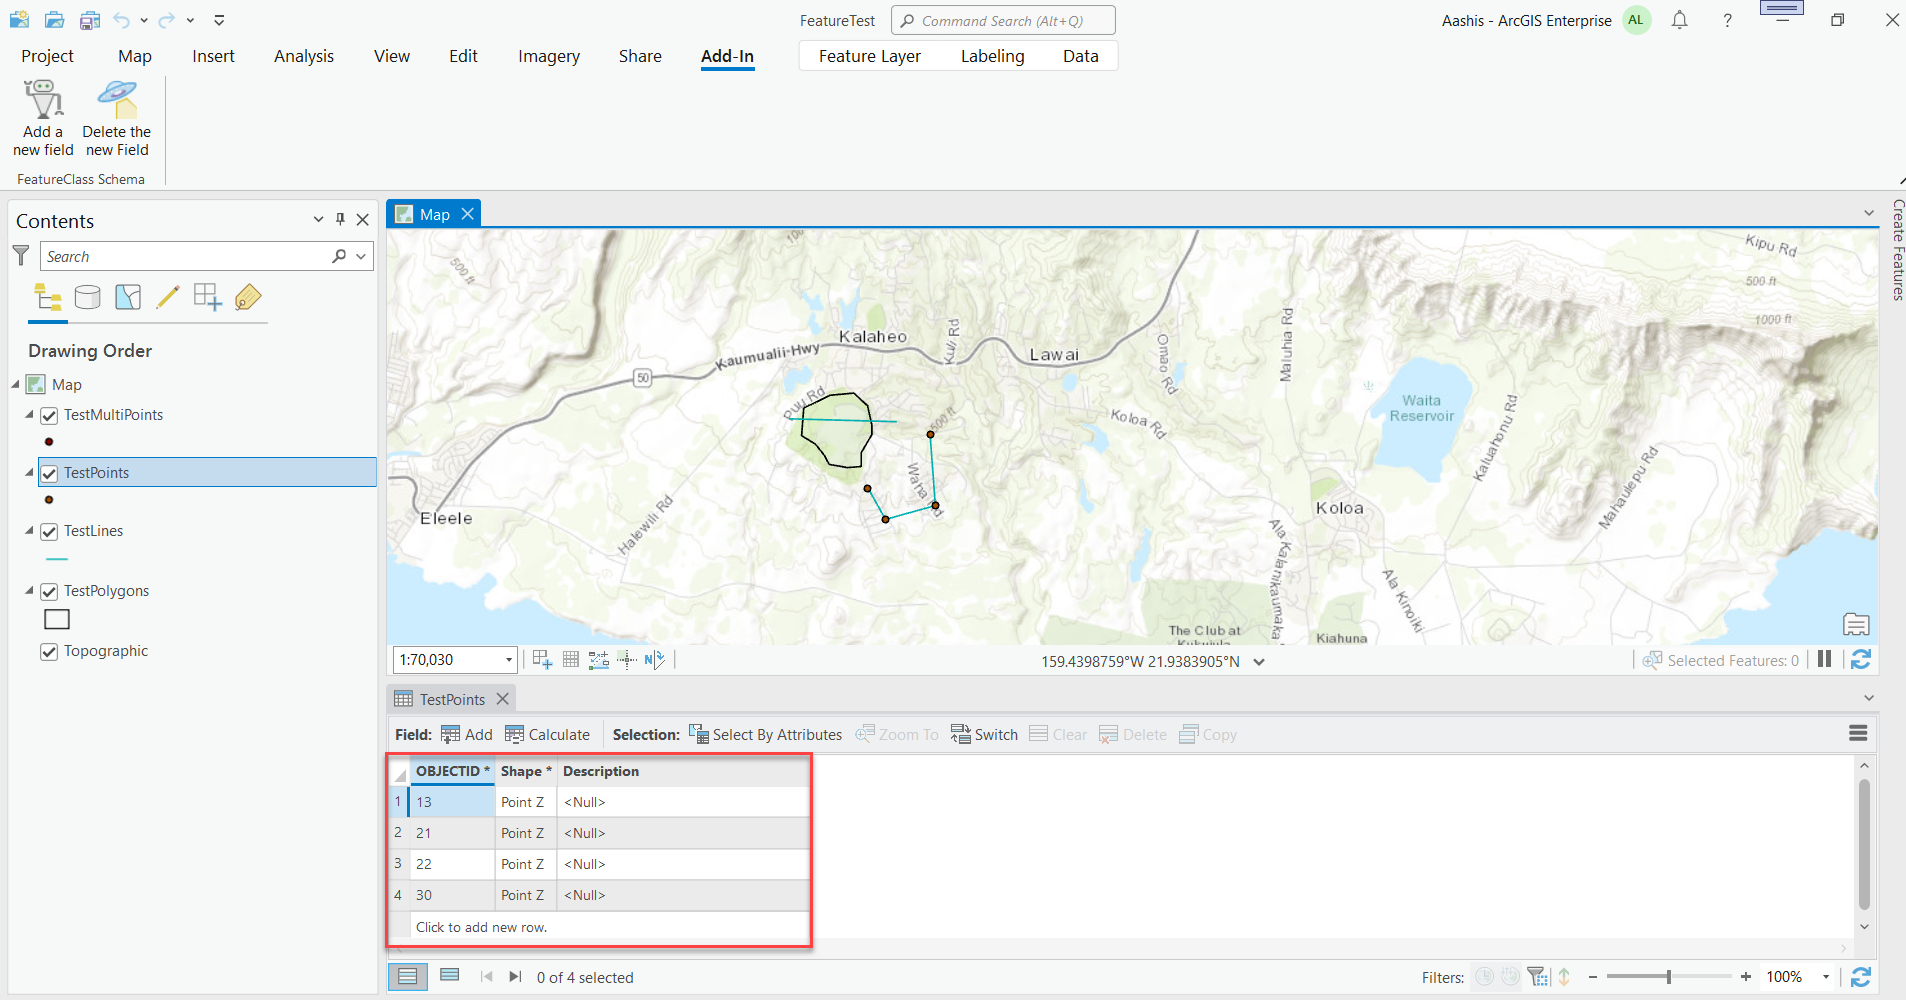 FeatureTest
Command Search (Alt+Q)
Aashis - ArcGIS Enterprise
AL
?
Project Map Insert Analysis View Edit Imagery Share Add-In Feature Layer Labeling Data
Add a
new field
Delete the
new Field
FeatureClass Schema
Contents
Search
Drawing Order
Map
TestMultiPoints
TestPoints
TestLines
TestPolygons
Topographic
Map
Create Features
Kipu Rd
500 ft
500 ft
1000 ft
Kalaheo
Kuli Rd
Lawai
Kaumualii-Hwy
50
Omao Rd
Maluhia Rd
Puu Rd
500 ft
Koloa Rd
Waita
Reservoir
Kaluahonu Rd
Waha Rd
Mahaulepu Rd
Eleele
Halewili Rd
Koloa
Ala Kalanikaumaka
Ala Kinoiki
The Club at
Kukuiula
Kiahuna
1:70,030
159.4398759°W 21.9383905°N
Selected Features: 0
TestPoints
Field: Add Calculate Selection: Select By Attributes Zoom To Switch Clear Delete Copy
OBJECTID * Shape * Description
1 13 Point Z <Null>
2 21 Point Z <Null>
3 22 Point Z <Null>
4 30 Point Z <Null>
Click to add new row.
0 of 4 selected
Filters:
100%